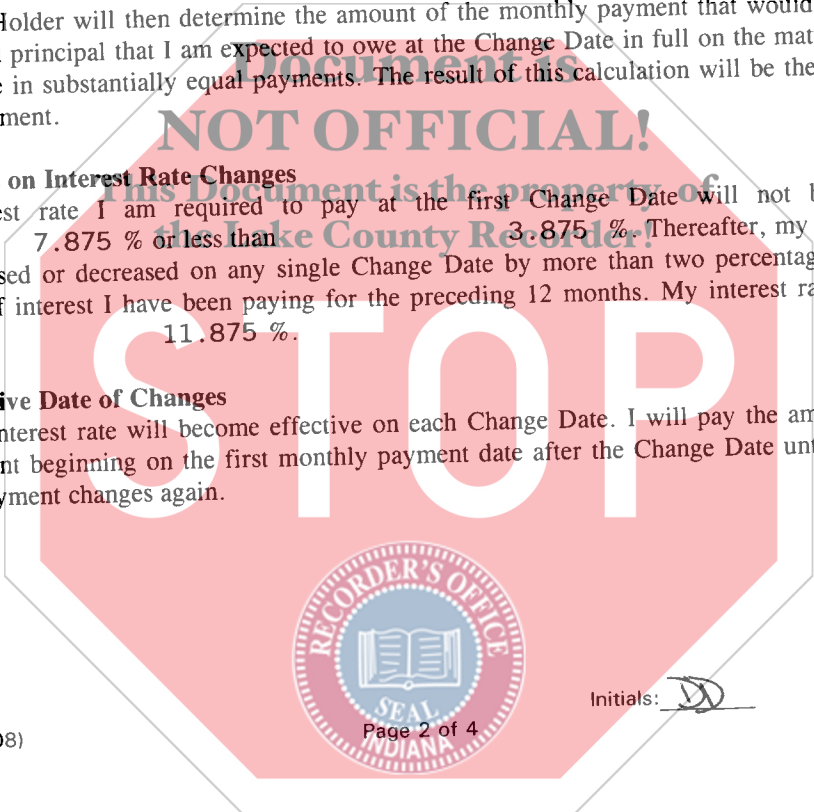 Holder will then determine the amount of the monthly payment that would
principal that I am expected to owe at the Change Date in full on the mat
in substantially equal payments. The result of this calculation will be the
ment.
Document is
NOT OFFICIAL!
This Document is the property of
the Lake County Recorder!
on Interest Rate Changes
est rate I am required to pay at the first Change Date will not b
7.875 % or less than 3.875 %. Thereafter, my
sed or decreased on any single Change Date by more than two percentag
f interest I have been paying for the preceding 12 months. My interest ra
11.875 %.
STOP
ive Date of Changes
nterest rate will become effective on each Change Date. I will pay the am
nt beginning on the first monthly payment date after the Change Date unt
yment changes again.
RECORDER'S OFFICE
SEAL
INDIANA
Initials: DD
Page 2 of 4
08)